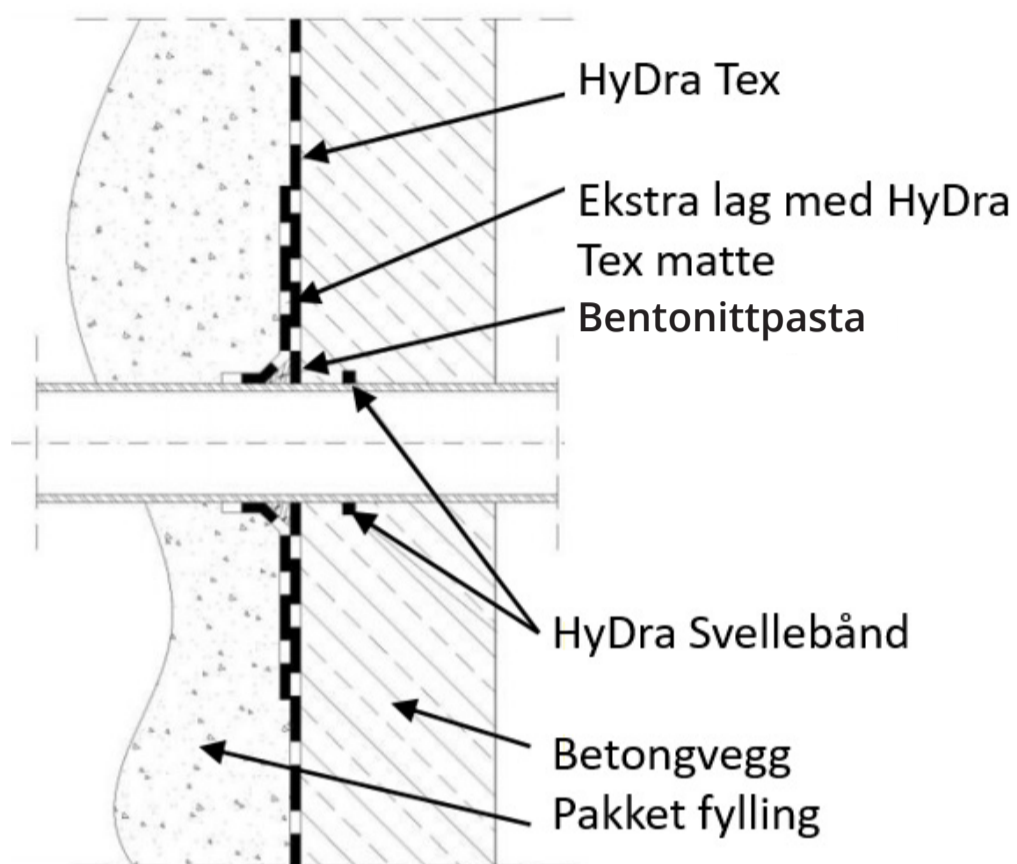 HyDra Tex
Ekstra lag med HyDra
Tex matte
Bentonittpasta
HyDra Svellebånd
Betongvegg
Pakket fylling